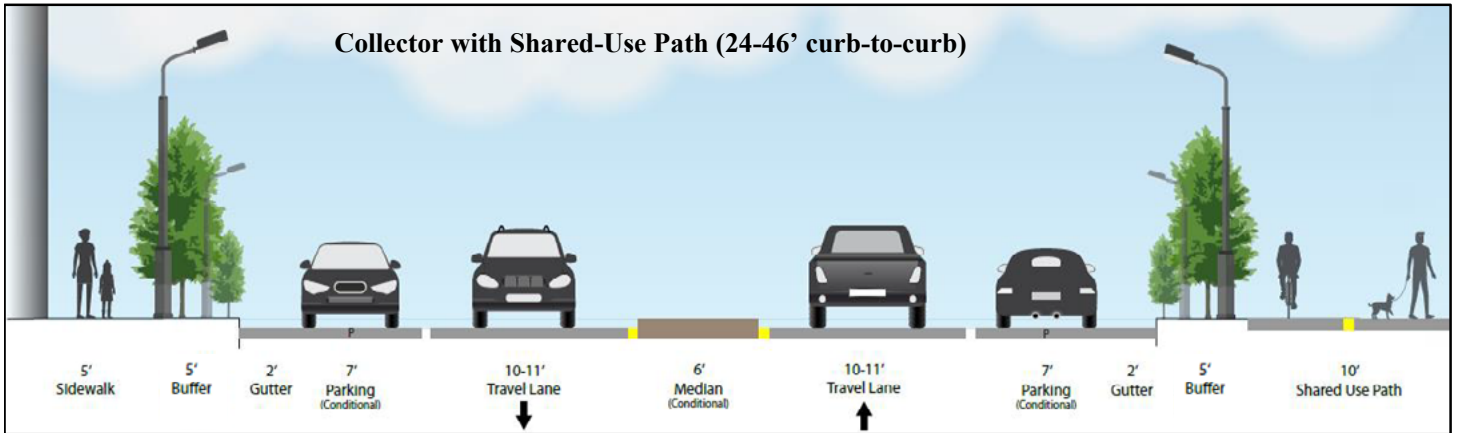 Collector with Shared-Use Path (24-46’ curb-to-curb)
P
P
5’
Sidewalk
5’
Buffer
2’
Gutter
7’
Parking
(Conditional)
10-11’
Travel Lane
6’
Median
(Conditional)
10-11’
Travel Lane
7’
Parking
(Conditional)
2’
Gutter
5’
Buffer
10’
Shared Use Path